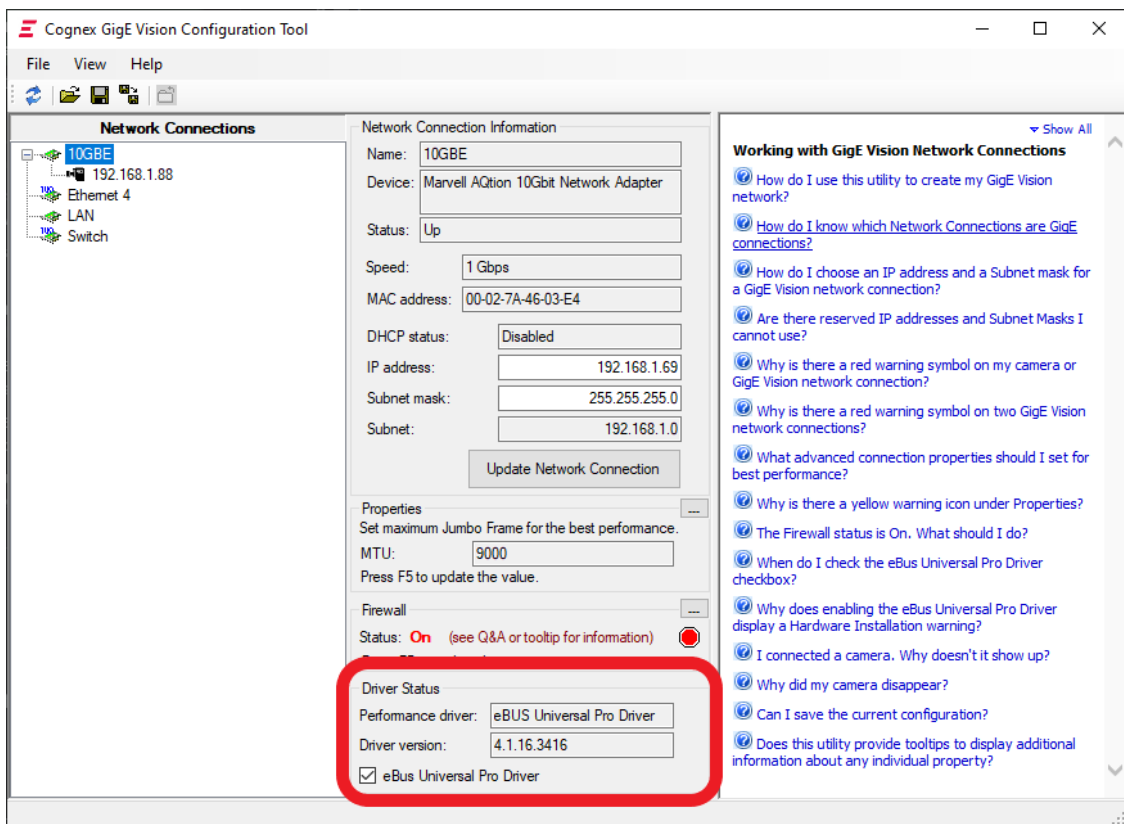 Cognex GigE Vision Configuration Tool
File View Help
Network Connections
10GBE
192.168.1.88
Ethernet 4
LAN
Switch
Network Connection Information
Name: 10GBE
Device: Marvell AQtion 10Gbit Network Adapter
Status: Up
Speed: 1 Gbps
MAC address: 00-02-7A-46-03-E4
DHCP status: Disabled
IP address: 192.168.1.69
Subnet mask: 255.255.255.0
Subnet: 192.168.1.0
Update Network Connection
Properties ...
Set maximum Jumbo Frame for the best performance.
MTU: 9000
Press F5 to update the value.
Firewall ...
Status: On (see Q&A or tooltip for information)
Driver Status
Performance driver: eBUS Universal Pro Driver
Driver version: 4.1.16.3416
eBus Universal Pro Driver
Show All
Working with GigE Vision Network Connections
How do I use this utility to create my GigE Vision
network?
How do I know which Network Connections are GigE
connections?
How do I choose an IP address and a Subnet mask for
a GigE Vision network connection?
Are there reserved IP addresses and Subnet Masks I
cannot use?
Why is there a red warning symbol on my camera or
GigE Vision network connection?
Why is there a red warning symbol on two GigE Vision
network connections?
What advanced connection properties should I set for
best performance?
Why is there a yellow warning icon under Properties?
The Firewall status is On. What should I do?
When do I check the eBus Universal Pro Driver
checkbox?
Why does enabling the eBus Universal Pro Driver
display a Hardware Installation warning?
I connected a camera. Why doesn't it show up?
Why did my camera disappear?
Can I save the current configuration?
Does this utility provide tooltips to display additional
information about any individual property?